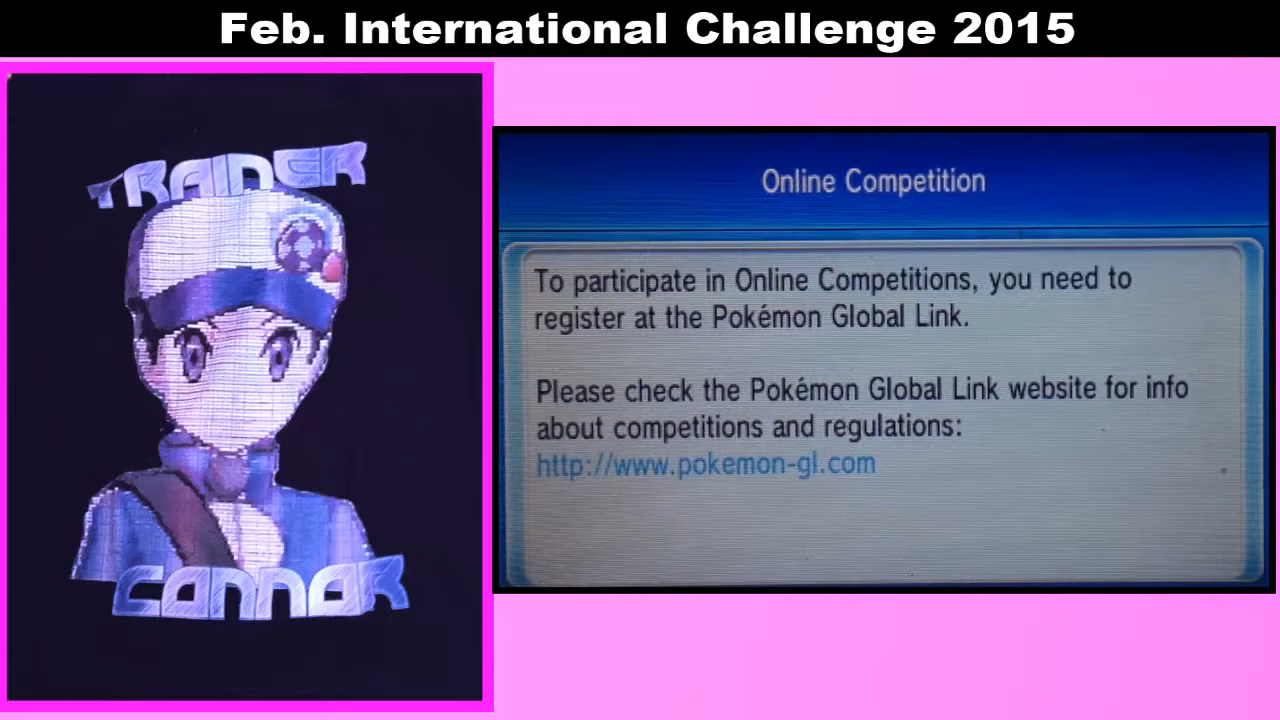 Feb. International Challenge 2015
TRAINER
CONNOR
Online Competition
To participate in Online Competitions, you need to
register at the Pokémon Global Link.
Please check the Pokémon Global Link website for info
about competitions and regulations:
http://www.pokemon-gl.com